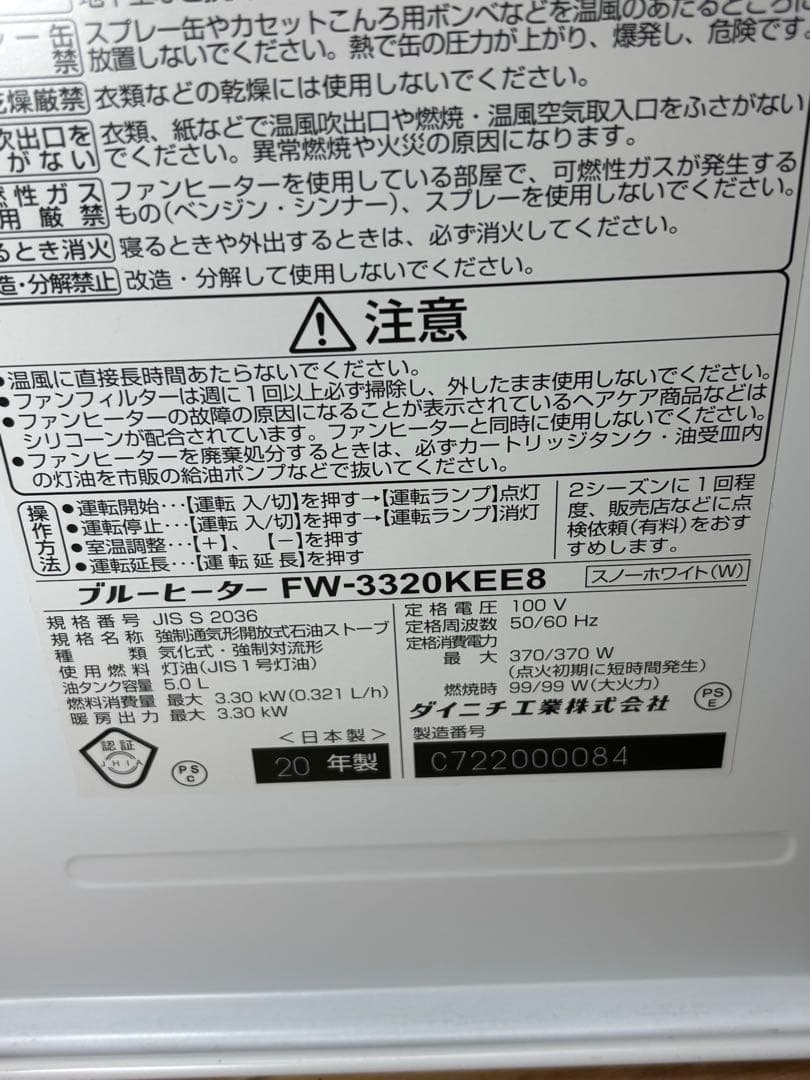 スプレー缶やカセットこんろ用ボンベなどを温風のあたるところに
ー缶
禁
放置しないでください。熱で缶の圧力が上がり、爆発し、危険です。
燥厳禁 衣類などの乾燥には使用しないでください。
吹出口を
がない
衣類、紙などで温風吹出口や燃焼・温風空気取入口をふさがない
でください。異常燃焼や火災の原因になります。
性ガス
用厳禁
ファンヒーターを使用している部屋で、可燃性ガスが発生する
もの(ベンジン・シンナー)、スプレーを使用しないでください。
るとき消火 寝るときや外出するときは、必ず消火してください。
造・分解禁止 改造・分解して使用しないでください。
注意
●温風に直接長時間あたらないでください。
●ファンフィルターは週に1回以上必ず掃除し、外したまま使用しないでください。
●ファンヒーターの故障の原因になることが表示されているヘアケア商品などは
シリコーンが配合されています。ファンヒーターと同時に使用しないでください。
●ファンヒーターを廃棄処分するときは、必ずカートリッジタンク・油受皿内
の灯油を市販の給油ポンプなどで抜いてください。
操作方法
●運転開始・・・【運転 入/切】を押す→【運転ランプ】点灯
●運転停止・・・【運転 入/切】を押す→【運転ランプ】消灯
●室温調整・・・【+】、【-】を押す
●運転延長・・・【運転延長】を押す
2シーズンに1回程
度、販売店などに点
検依頼(有料)をおす
すめします。
ブルーヒーター FW-3320KEE8 スノーホワイト(W)
規格番号 JIS S 2036
規格名称 強制通気形開放式石油ストーブ
種類 気化式・強制対流形
使用燃料 灯油(JIS1号灯油)
油タンク容量 5.0 L
燃料消費量 最大 3.30 kW(0.321 L/h)
暖房出力 最大 3.30 kW
定格電圧 100 V
定格周波数 50/60 Hz
定格消費電力
最大 370/370 W
(点火初期に短時間発生)
燃焼時 99/99 W(大火力)
ダイニチ工業株式会社
PS
E
認証
JHIA
PS
C
<日本製>
20 年製
製造番号
C722000084